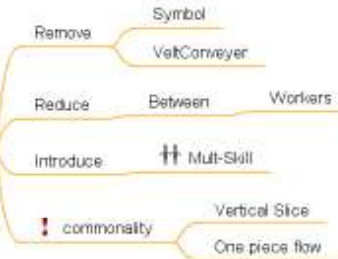 Remove
Symbol
VeltConveyer
Reduce
Between
Workers
Introduce
Mult-Skill
! commonality
Vertical Slice
One piece flow